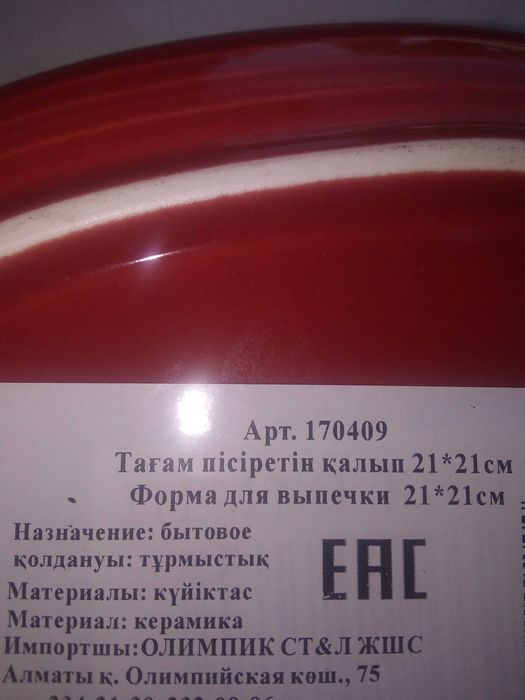 Арт. 170409
Тағам пісіретін қалып 21*21см
Форма для выпечки 21*21см
Назначение: бытовое
қолдануы: тұрмыстық
EAC
Материалы: күйіктас
Материал: керамика
Импортшы:ОЛИМПИК СТ&Л ЖШС
Алматы қ. Олимпийская көш., 75